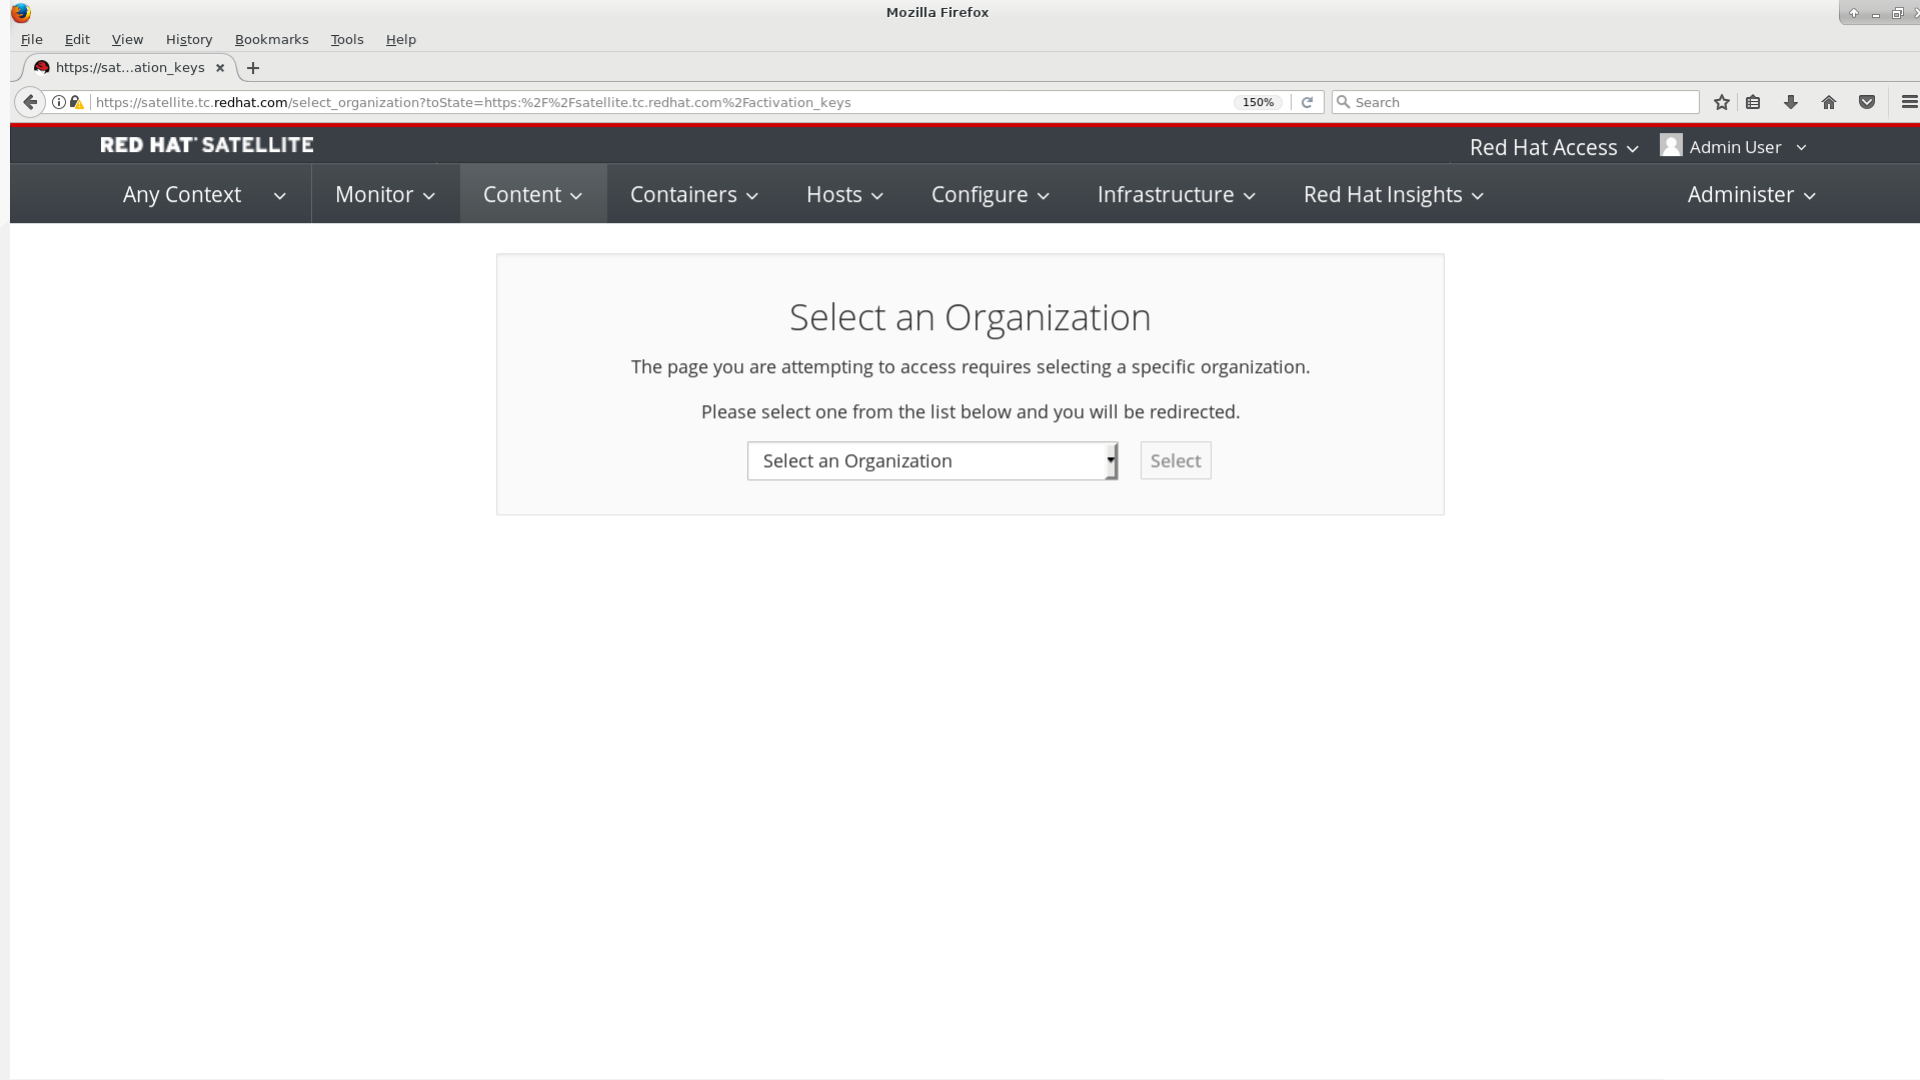 Mozilla Firefox
File Edit View History Bookmarks Tools Help
https://sat...ation_keys
https://satellite.tc.redhat.com/select_organization?toState=https:%2F%2Fsatellite.tc.redhat.com%2Factivation_keys 150% Search
RED HAT SATELLITE Red Hat Access Admin User
Any Context Monitor Content Containers Hosts Configure Infrastructure Red Hat Insights Administer
Select an Organization
The page you are attempting to access requires selecting a specific organization.
Please select one from the list below and you will be redirected.
Select an Organization Select